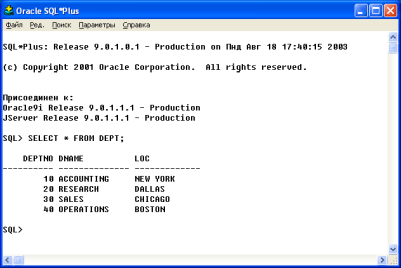 Oracle SQL*Plus
Файл Ред. Поиск Параметры Справка
SQL*Plus: Release 9.0.1.0.1 - Production on Пнд Авг 18 17:40:15 2003
(c) Copyright 2001 Oracle Corporation.  All rights reserved.
Присоединен к:
Oracle9i Release 9.0.1.1.1 - Production
JServer Release 9.0.1.1.1 - Production
SQL> SELECT * FROM DEPT;
    DEPTNO DNAME          LOC
---------- -------------- -------------
        10 ACCOUNTING     NEW YORK
        20 RESEARCH       DALLAS
        30 SALES          CHICAGO
        40 OPERATIONS     BOSTON
SQL>